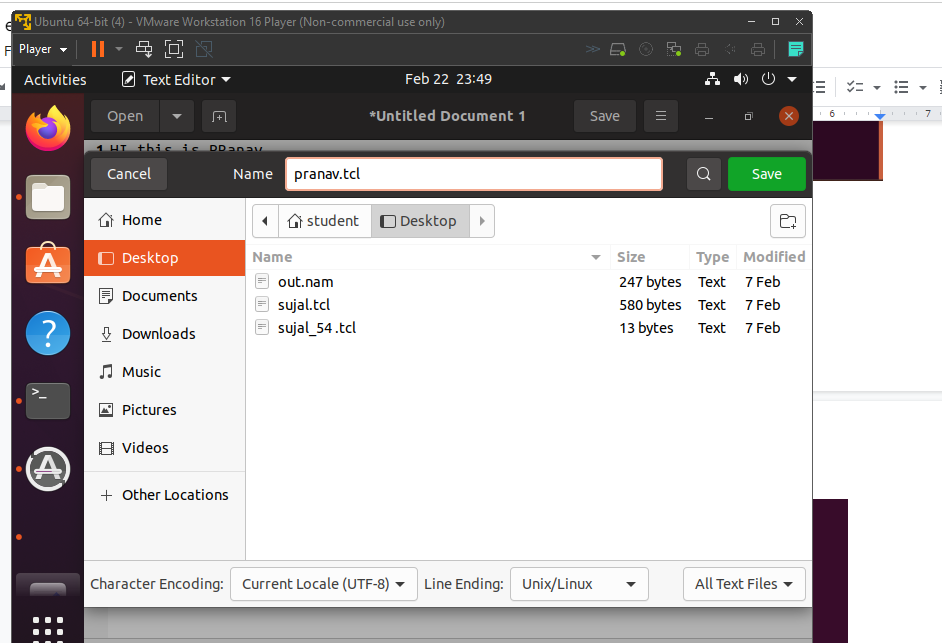 Ubuntu 64-bit (4) - VMware Workstation 16 Player (Non-commercial use only)
Player
Activities
Text Editor
Feb 22 23:49
Open
*Untitled Document 1
Save
1 HI this is PRanav
Cancel
Name
pranav.tcl
Save
Home
Desktop
Documents
Downloads
Music
Pictures
Videos
Other Locations
student
Desktop
Name Size Type Modified
out.nam 247 bytes Text 7 Feb
sujal.tcl 580 bytes Text 7 Feb
sujal_54 .tcl 13 bytes Text 7 Feb
Character Encoding:
Current Locale (UTF-8)
Line Ending:
Unix/Linux
All Text Files
6
7